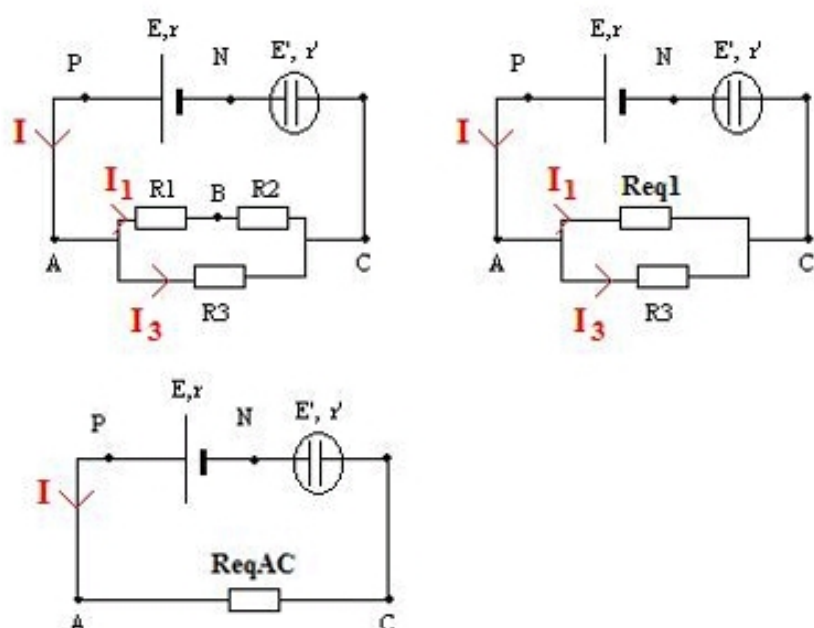 E,r
P N E', r'
I
I1 R1 B R2
A C
I3 R3
E,r
P N E', r'
I
I1 Req1
A C
I3 R3
E,r
P N E', r'
I
ReqAC
A C